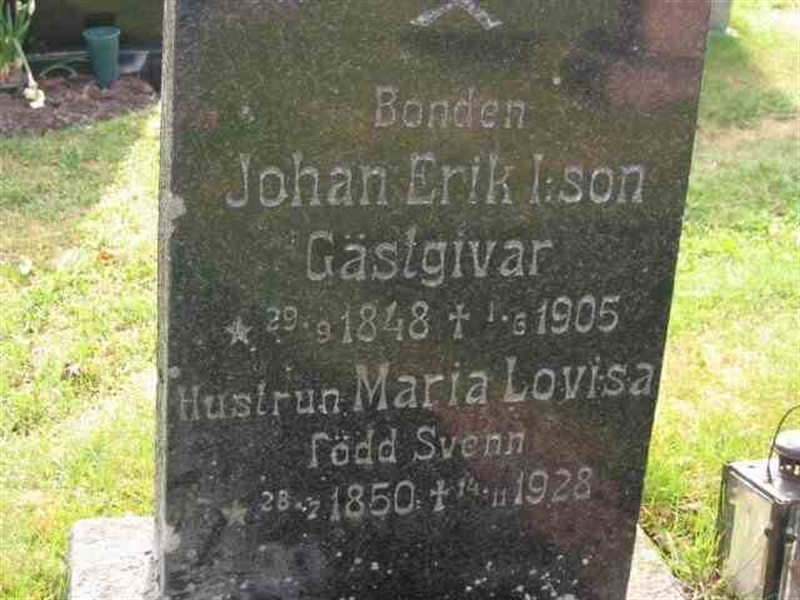 Bonden
Johan Erik I:son
Gästgivar
★ 29.9 1848 ✝ 1.6 1905
Hustrun Maria Lovisa
född Svenn
★ 28.7 1850 ✝ 14.11 1928